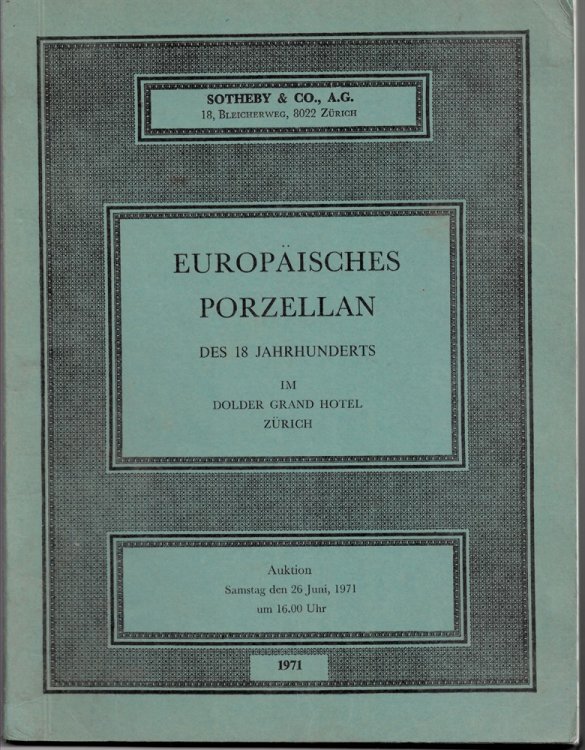 SOTHEBY & CO., A.G.
18, BLEICHERWEG, 8022 ZÜRICH
EUROPÄISCHES
PORZELLAN
DES 18 JAHRHUNDERTS
IM
DOLDER GRAND HOTEL
ZÜRICH
Auktion
Samstag den 26 Juni, 1971
um 16.00 Uhr
1971